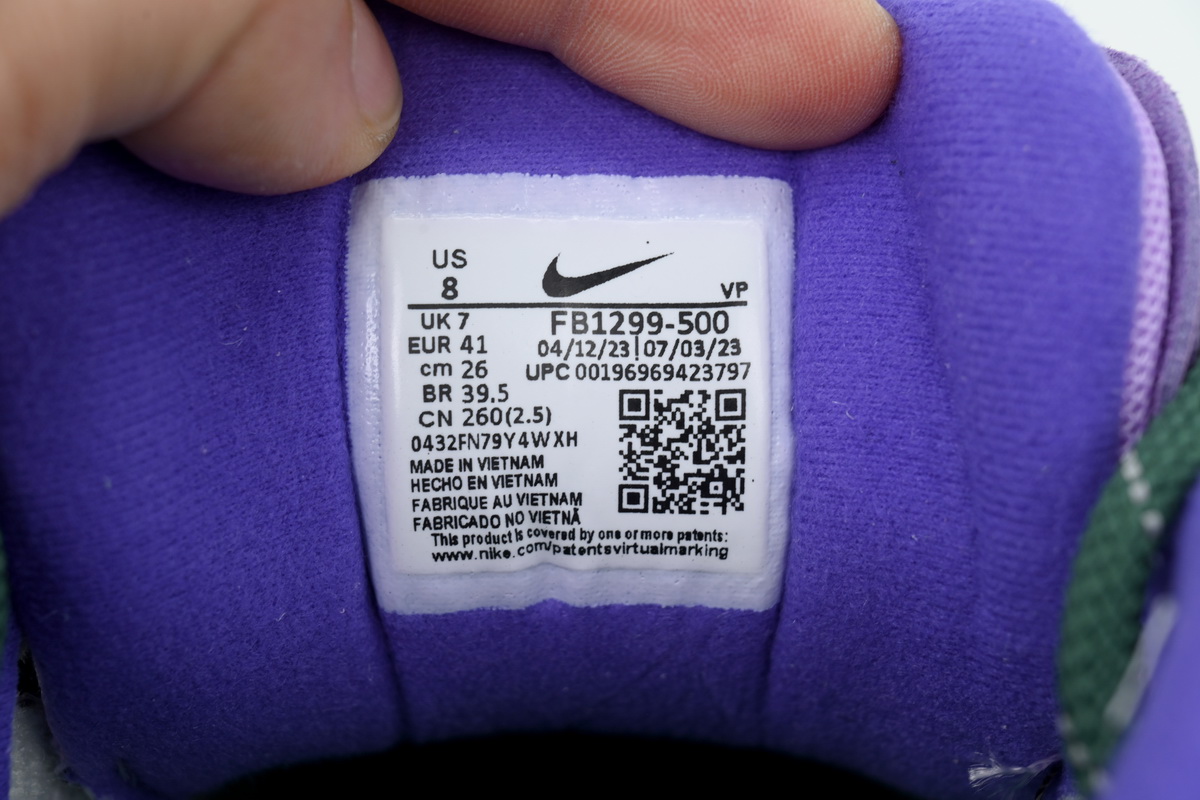 US
8
VP
UK 7
FB1299-500
EUR 41
04/12/23|07/03/23
cm 26
UPC 00196969423797
BR 39.5
CN 260(2.5)
0432FN79Y4WXH
MADE IN VIETNAM
HECHO EN VIETNAM
FABRIQUE AU VIETNAM
FABRICADO NO VIETNÃ
This product is covered by one or more patents:
www.nike.com/patentsvirtualmarking